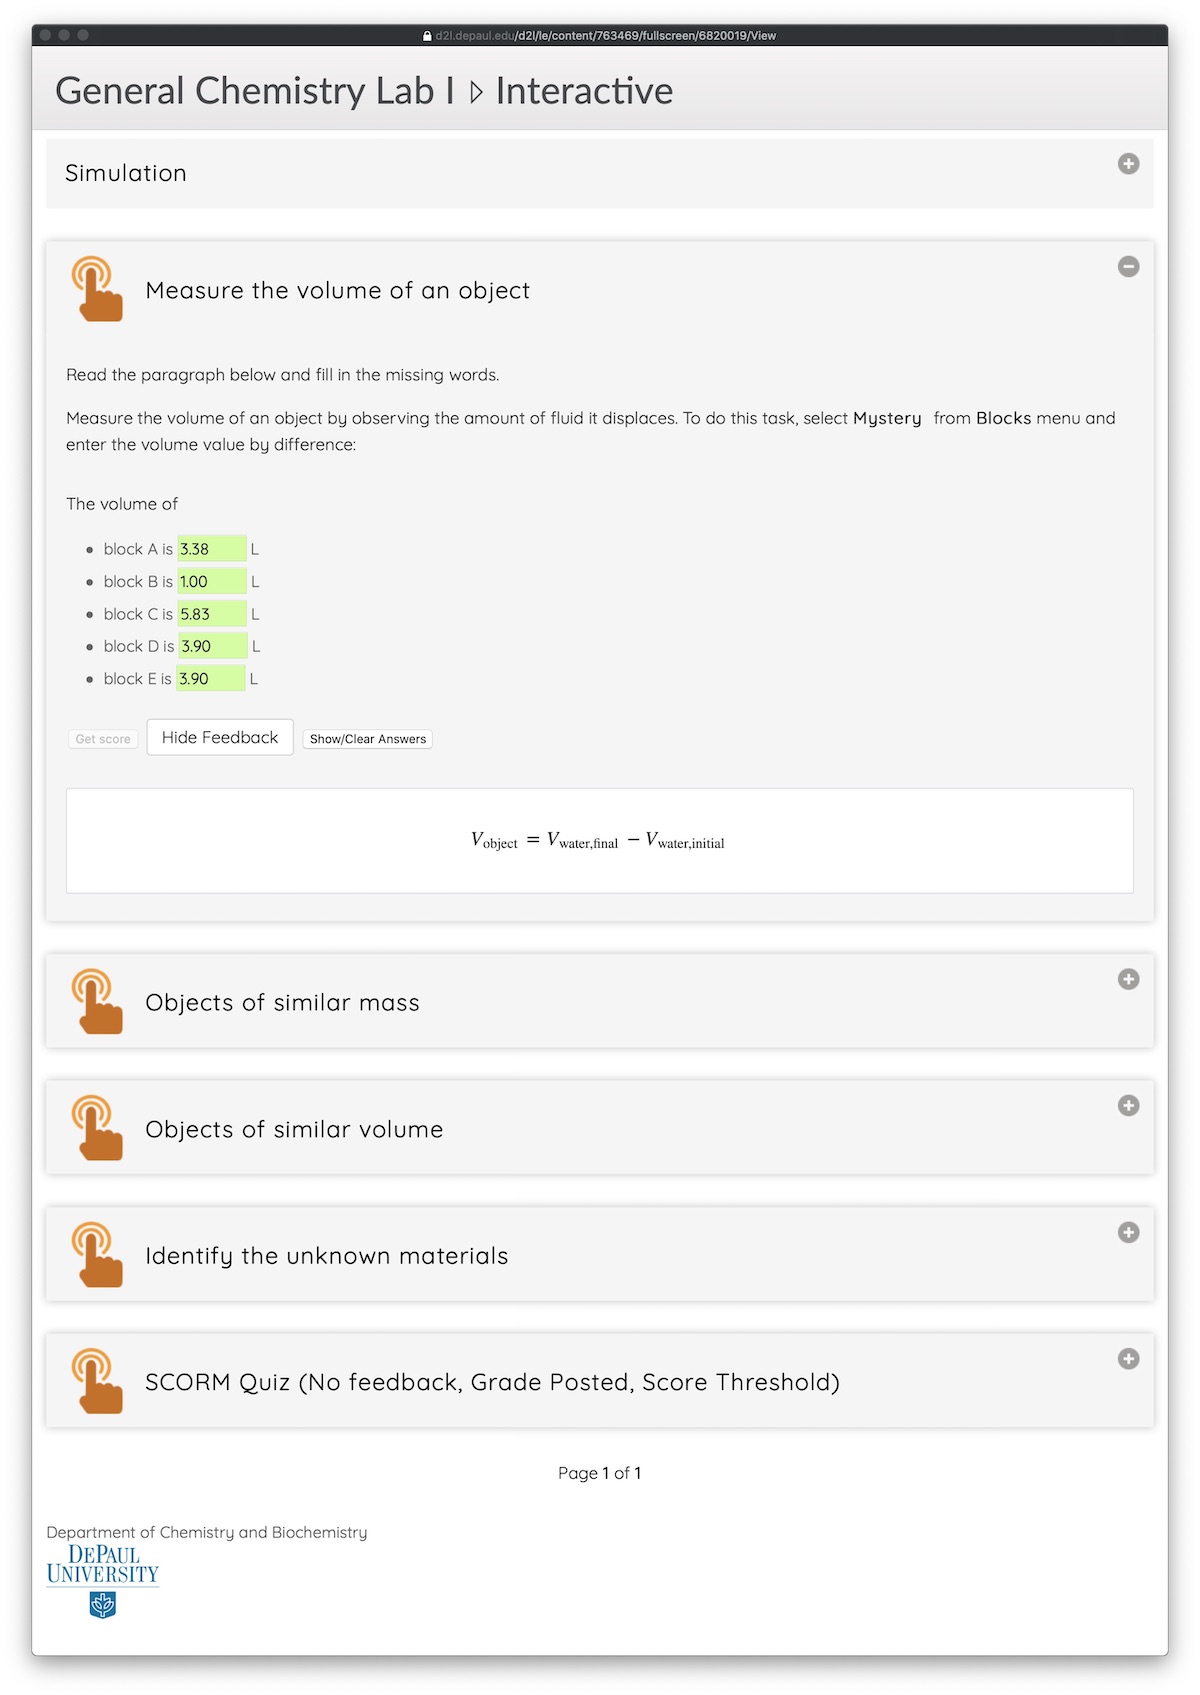 d2l.depaul.edu/d2l/le/content/763469/fullscreen/6820019/View
General Chemistry Lab I ▷ Interactive
Simulation
Measure the volume of an object
Read the paragraph below and fill in the missing words.
Measure the volume of an object by observing the amount of fluid it displaces. To do this task, select Mystery from Blocks menu and
enter the volume value by difference:
The volume of
• block A is 3.38 L
• block B is 1.00 L
• block C is 5.83 L
• block D is 3.90 L
• block E is 3.90 L
Get score Hide Feedback Show/Clear Answers
V object = V water,final − V water,initial
Objects of similar mass
Objects of similar volume
Identify the unknown materials
SCORM Quiz (No feedback, Grade Posted, Score Threshold)
Page 1 of 1
Department of Chemistry and Biochemistry
DEPAUL
UNIVERSITY